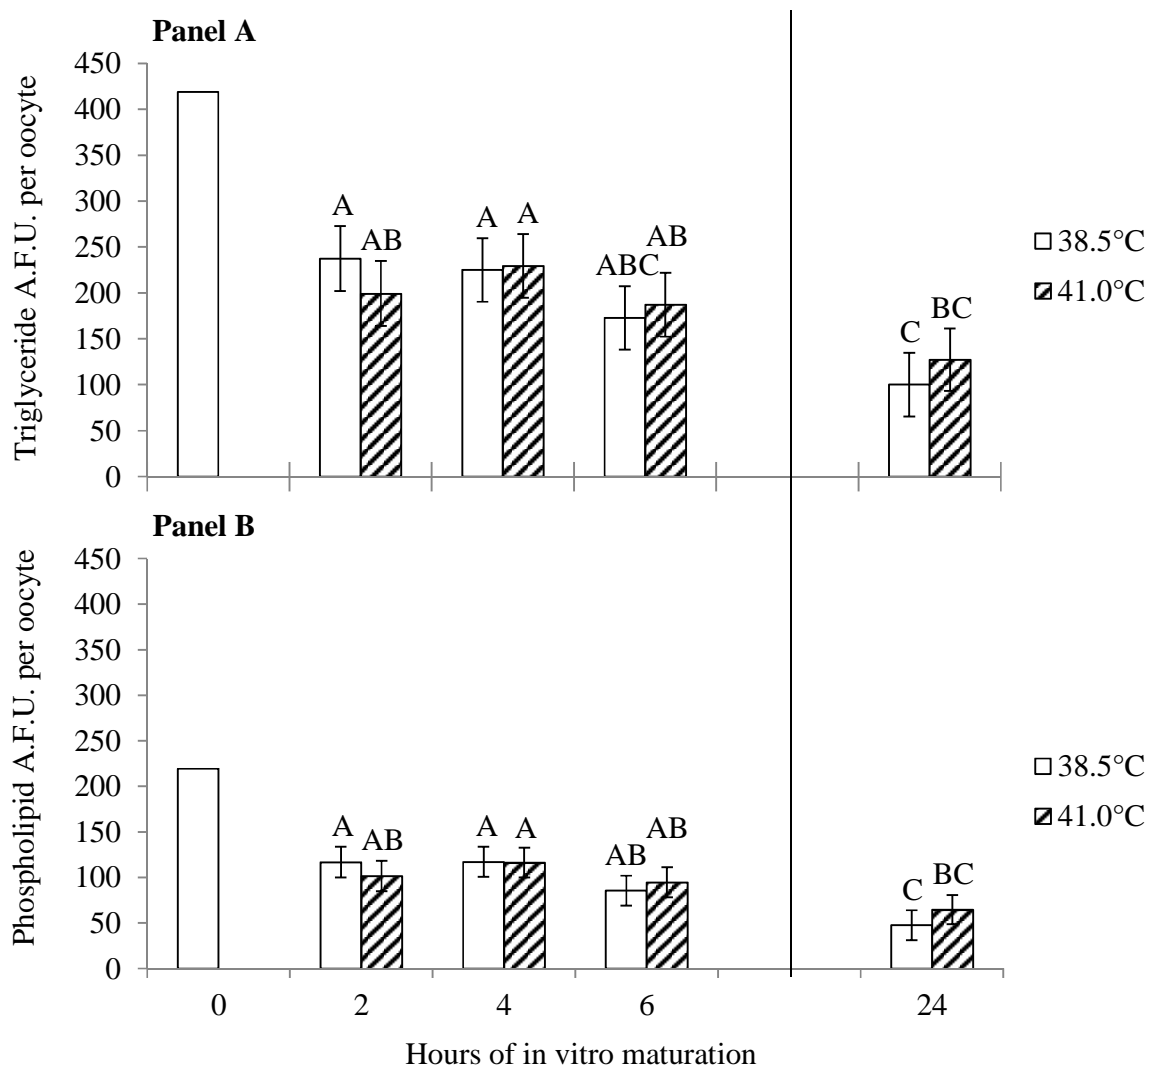 Panel A
Triglyceride A.F.U. per oocyte
450
400
350
300
250
200
150
100
50
0
A
AB
A
A
ABC
AB
C
BC
38.5°C
41.0°C
Panel B
Phospholipid A.F.U. per oocyte
450
400
350
300
250
200
150
100
50
0
A
AB
A
A
AB
AB
C
BC
38.5°C
41.0°C
0 2 4 6 24
Hours of in vitro maturation